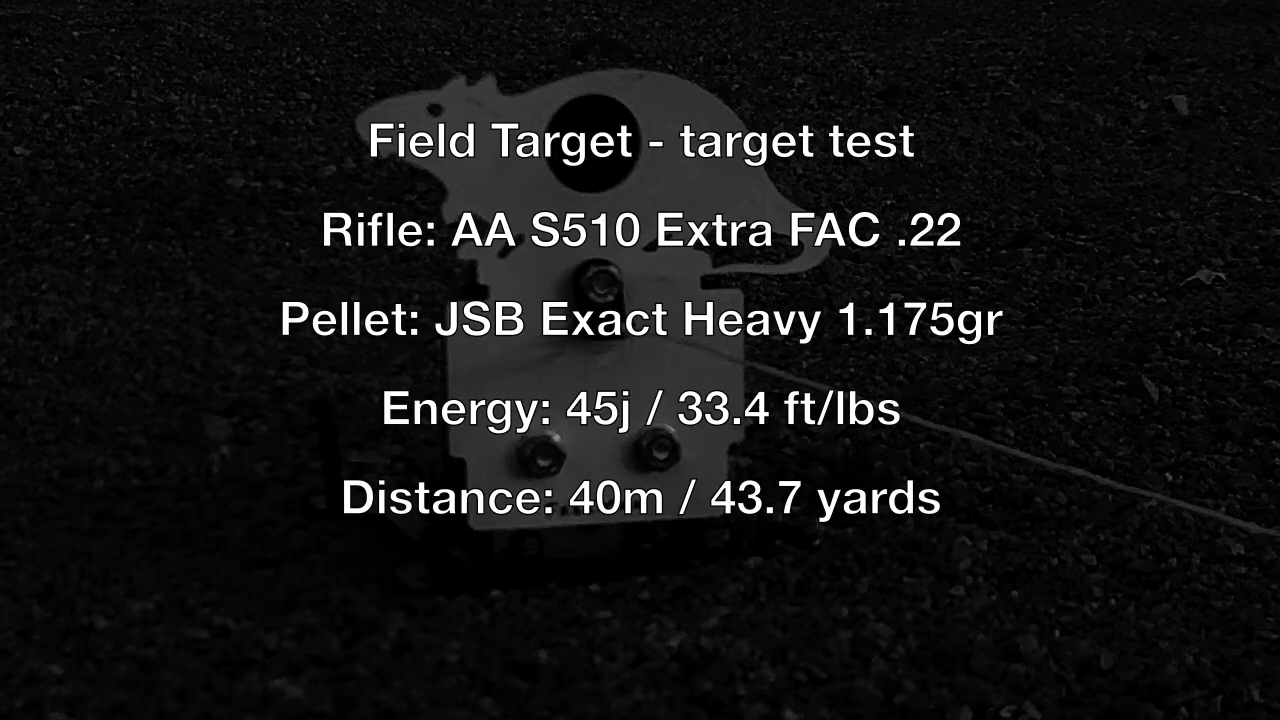 Field Target - target test
Rifle: AA S510 Extra FAC .22
Pellet: JSB Exact Heavy 1.175gr
Energy: 45j / 33.4 ft/lbs
Distance: 40m / 43.7 yards